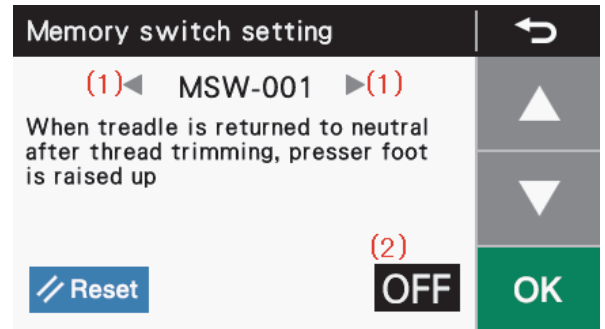 Memory switch setting
(1) MSW-001 (1)
When treadle is returned to neutral
after thread trimming, presser foot
is raised up
(2)
Reset
OFF
OK